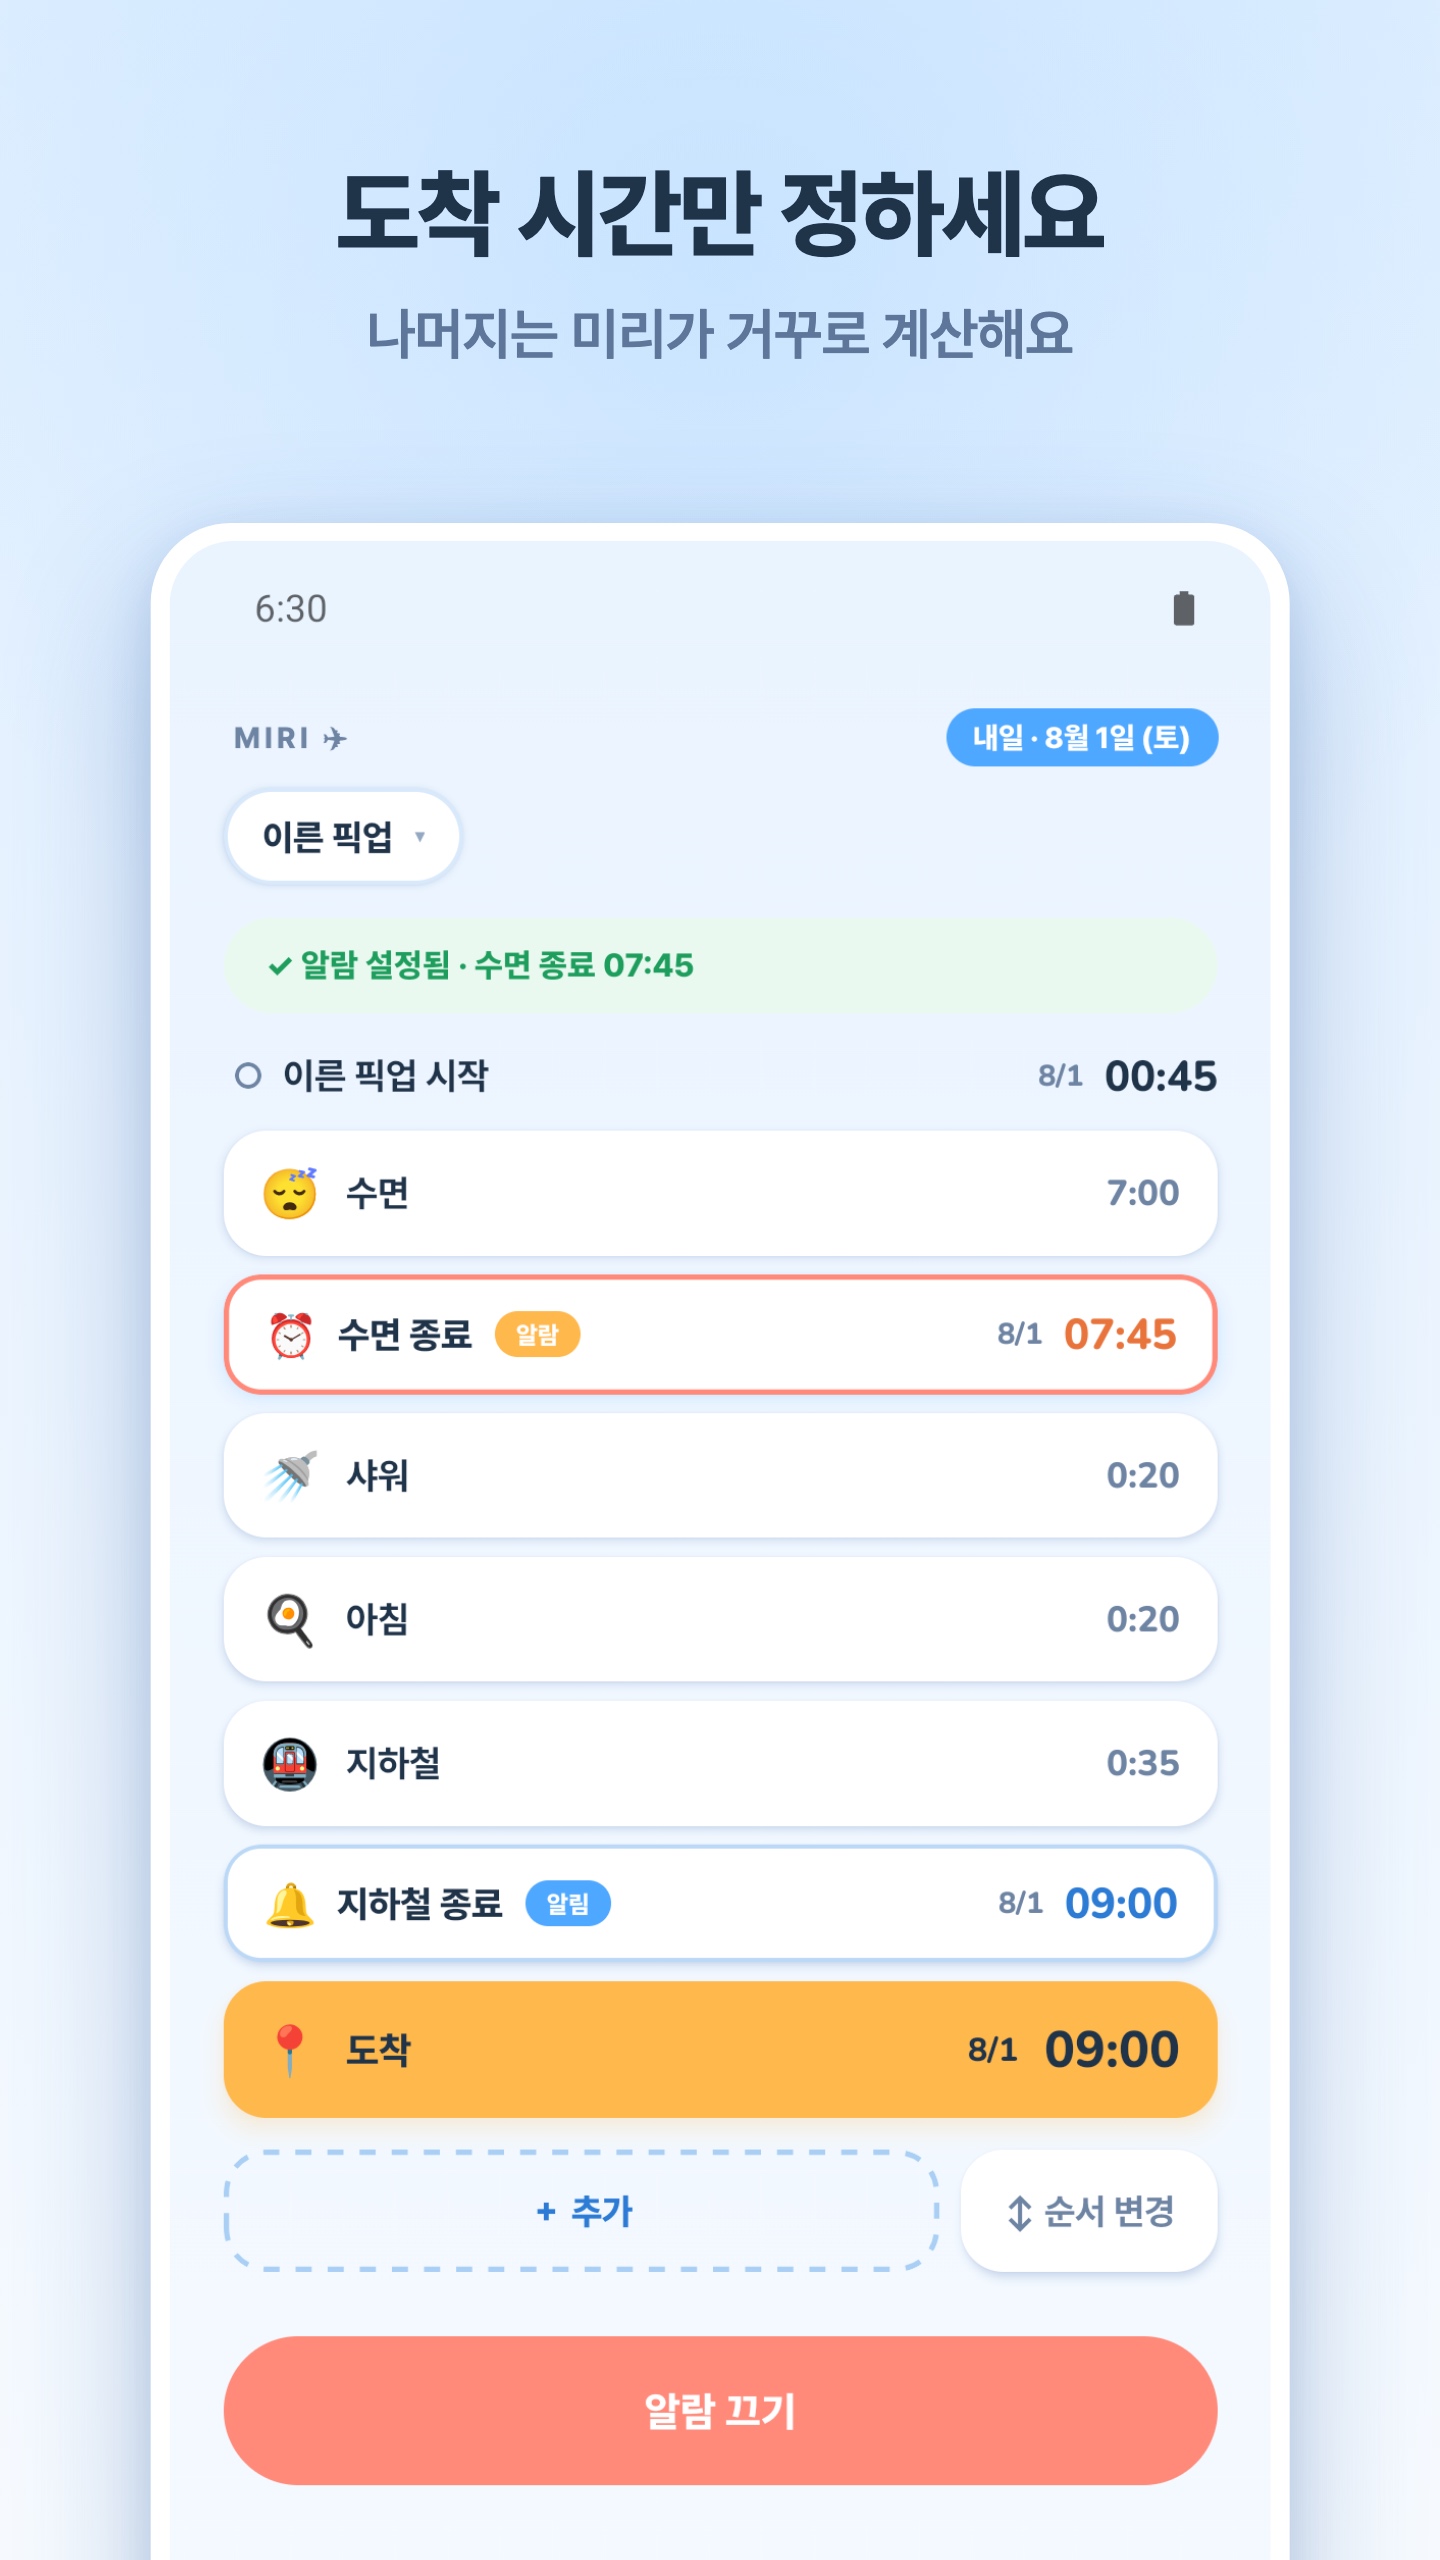 도착 시간만 정하세요
나머지는 미리가 거꾸로 계산해요
6:30
MIRI ✈ 내일 · 8월 1일 (토)
이른 픽업 ▾
✓ 알람 설정됨 · 수면 종료 07:45
이른 픽업 시작 8/1 00:45
수면 7:00
수면 종료 알람 8/1 07:45
샤워 0:20
아침 0:20
지하철 0:35
지하철 종료 알림 8/1 09:00
도착 8/1 09:00
+ 추가 ↕ 순서 변경
알람 끄기